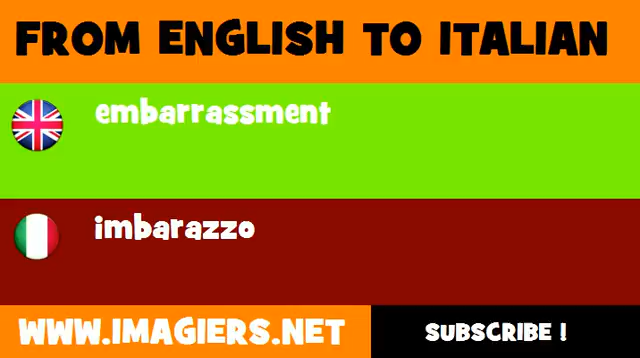 FROM ENGLISH TO ITALIAN
embarrassment
imbarazzo
WWW.IMAGIERS.NET
SUBSCRIBE !